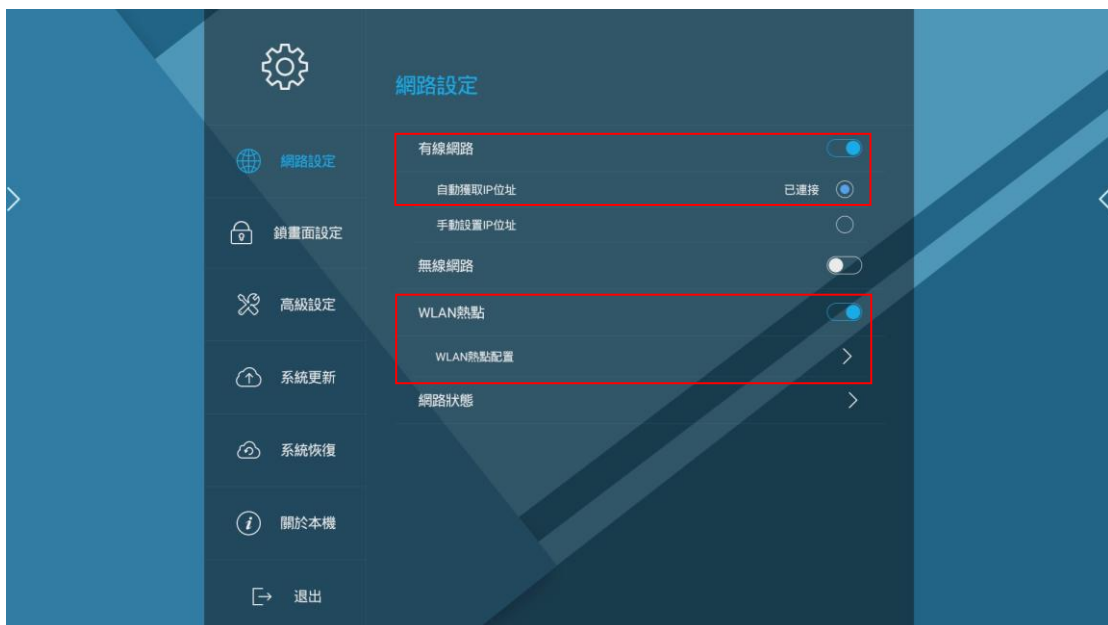 網路設定
網路設定
鎖畫面設定
高級設定
系統更新
系統恢復
關於本機
退出
有線網路
自動獲取IP位址 已連接
手動設置IP位址
無線網路
WLAN熱點
WLAN熱點配置
網路狀態